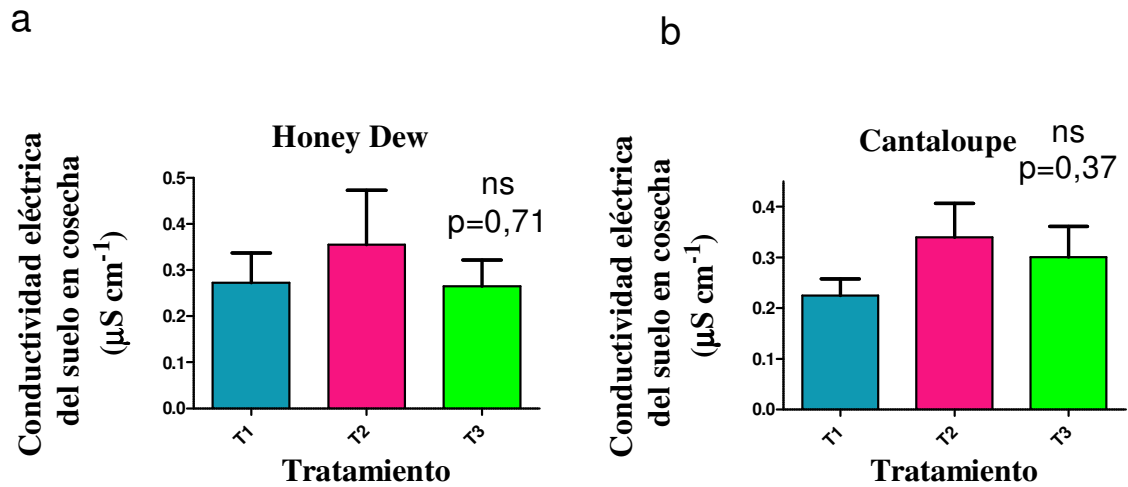 a
Honey Dew
ns
p=0,71
Conductividad eléctrica
del suelo en cosecha
(µS cm-1)
0.5
0.4
0.3
0.2
0.1
0.0
T1
T2
T3
Tratamiento
b
Cantaloupe
ns
p=0,37
Conductividad eléctrica
del suelo en cosecha
(µS cm-1)
0.4
0.3
0.2
0.1
0.0
T1
T2
T3
Tratamiento